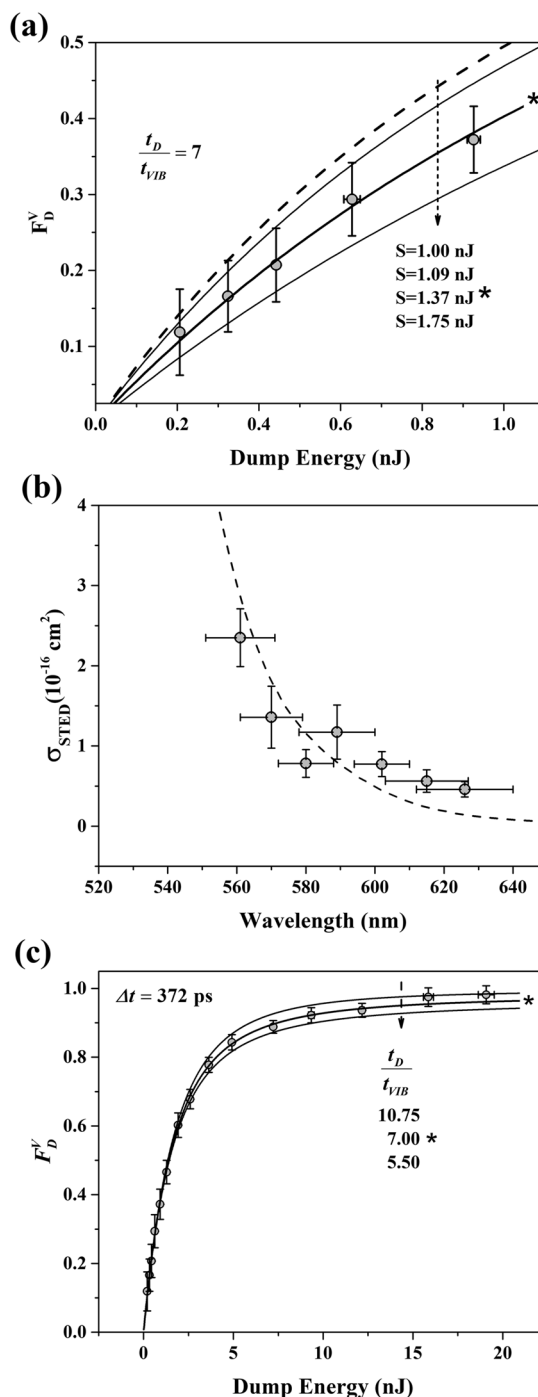 (a)
0.5
0.4
0.3
0.2
0.1
F_D^V
t_D
t_VIB = 7
*
S=1.00 nJ
S=1.09 nJ
S=1.37 nJ *
S=1.75 nJ
0.0 0.2 0.4 0.6 0.8 1.0
Dump Energy (nJ)
(b)
4
3
2
1
0
σ_STED(10^-16 cm^2)
520 540 560 580 600 620 640
Wavelength (nm)
(c)
1.0
0.8
0.6
0.4
0.2
0.0
F_D^V
Δt = 372 ps
*
t_D
t_VIB
10.75
7.00 *
5.50
0 5 10 15 20
Dump Energy (nJ)